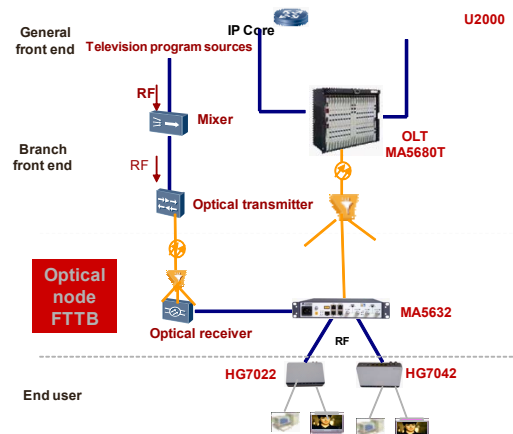 General
front end
IP Core
U2000
Television program sources
RF
Mixer
OLT
MA5680T
Branch
front end
RF
Optical transmitter
Optical
node
FTTB
Optical receiver
MA5632
RF
HG7022
HG7042
End user